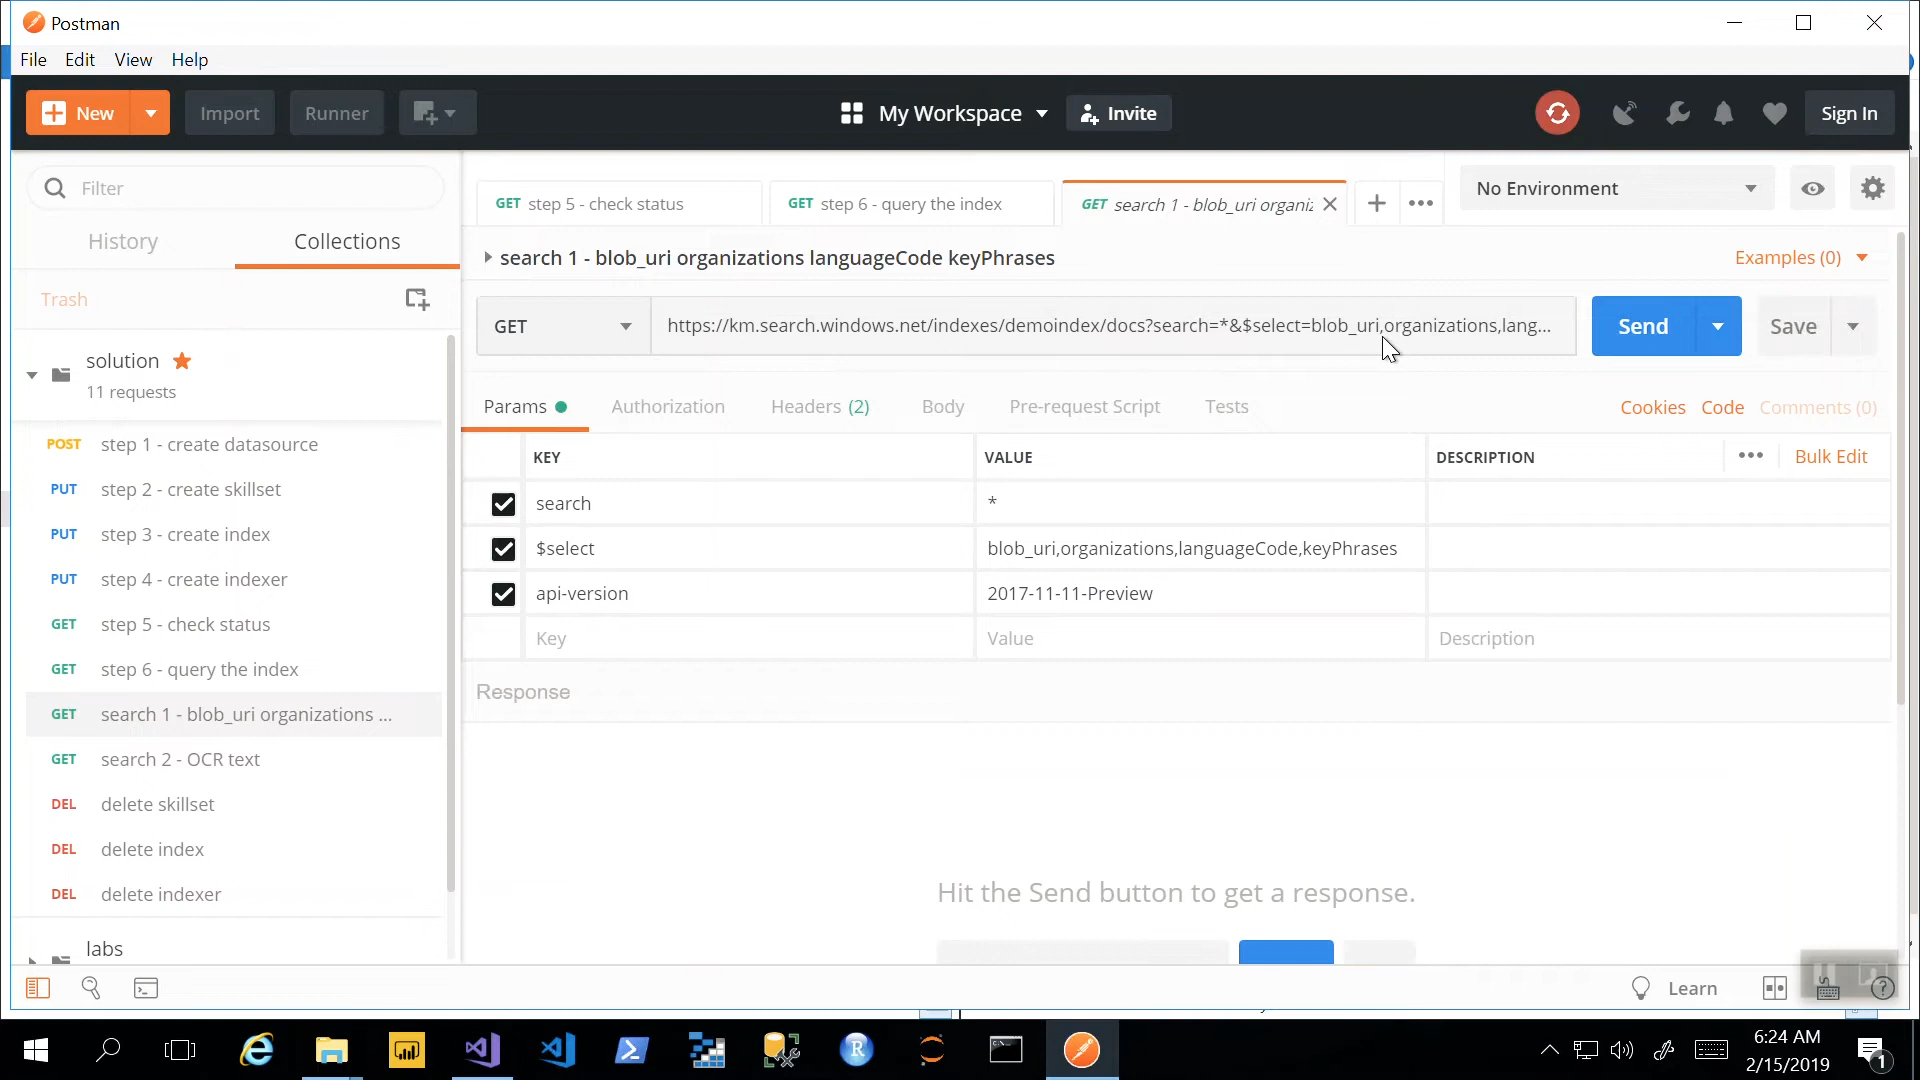 Postman
File Edit View Help
New Import Runner My Workspace Invite Sign In
Filter
History Collections
Trash
solution
11 requests
POST step 1 - create datasource
PUT step 2 - create skillset
PUT step 3 - create index
PUT step 4 - create indexer
GET step 5 - check status
GET step 6 - query the index
GET search 1 - blob_uri organizations ...
GET search 2 - OCR text
DEL delete skillset
DEL delete index
DEL delete indexer
labs
GET step 5 - check status GET step 6 - query the index GET search 1 - blob_uri organiz No Environment
search 1 - blob_uri organizations languageCode keyPhrases Examples (0)
GET https://km.search.windows.net/indexes/demoindex/docs?search=*&$select=blob_uri,organizations,lang... Send Save
Params Authorization Headers (2) Body Pre-request Script Tests Cookies Code Comments (0)
KEY VALUE DESCRIPTION Bulk Edit
search *
$select blob_uri,organizations,languageCode,keyPhrases
api-version 2017-11-11-Preview
Key Value Description
Response
Hit the Send button to get a response.
Learn
6:24 AM
2/15/2019
1